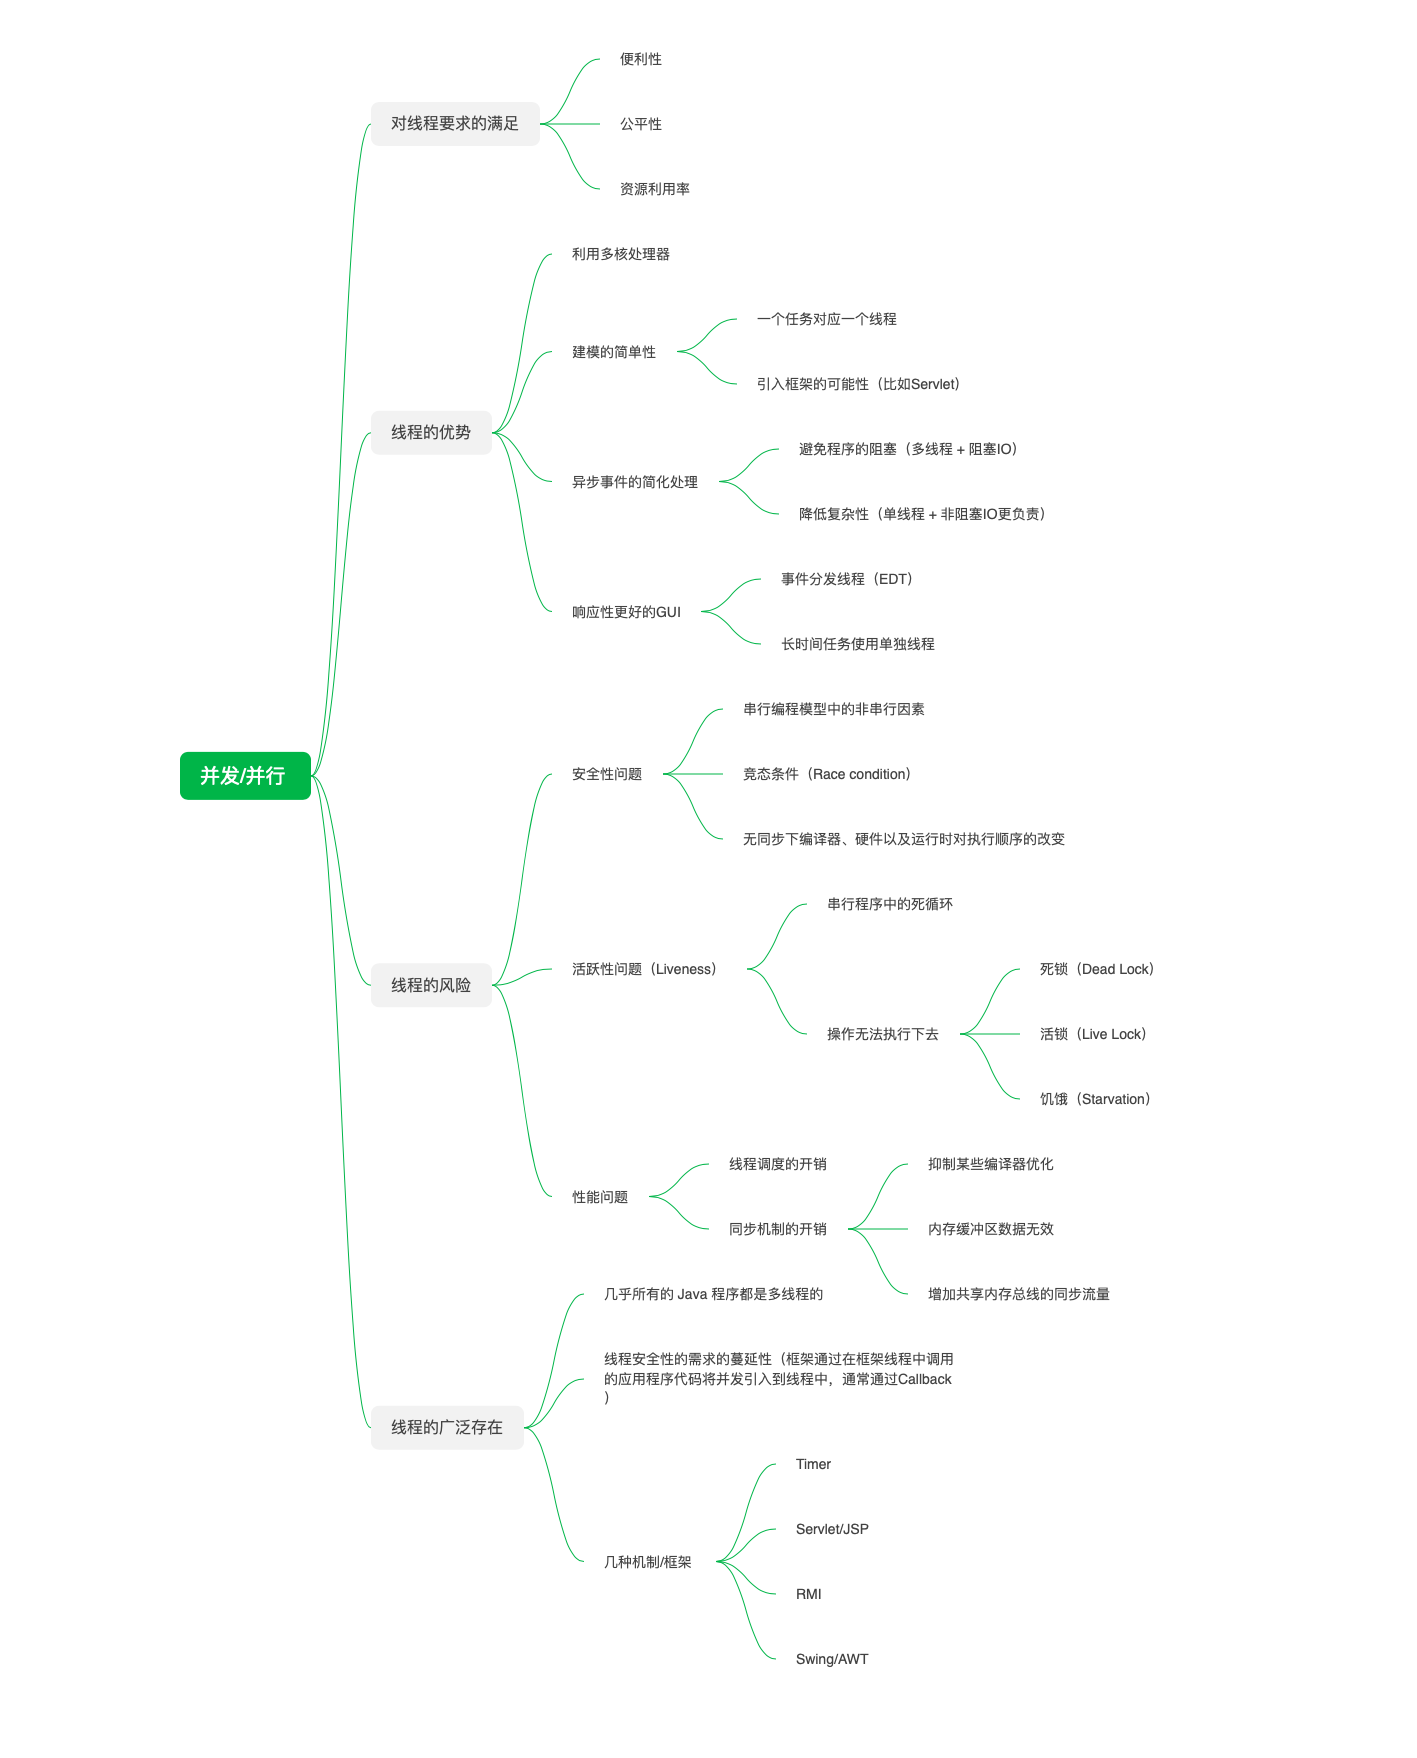 并发/并行
对线程要求的满足
便利性
公平性
资源利用率
线程的优势
利用多核处理器
建模的简单性
一个任务对应一个线程
引入框架的可能性（比如Servlet）
异步事件的简化处理
避免程序的阻塞（多线程 + 阻塞IO）
降低复杂性（单线程 + 非阻塞IO更负责）
响应性更好的GUI
事件分发线程（EDT）
长时间任务使用单独线程
线程的风险
安全性问题
串行编程模型中的非串行因素
竞态条件（Race condition）
无同步下编译器、硬件以及运行时对执行顺序的改变
活跃性问题（Liveness）
串行程序中的死循环
操作无法执行下去
死锁（Dead Lock）
活锁（Live Lock）
饥饿（Starvation）
性能问题
线程调度的开销
同步机制的开销
抑制某些编译器优化
内存缓冲区数据无效
增加共享内存总线的同步流量
线程的广泛存在
几乎所有的 Java 程序都是多线程的
线程安全性的需求的蔓延性（框架通过在框架线程中调用
的应用程序代码将并发引入到线程中，通常通过Callback
）
几种机制/框架
Timer
Servlet/JSP
RMI
Swing/AWT